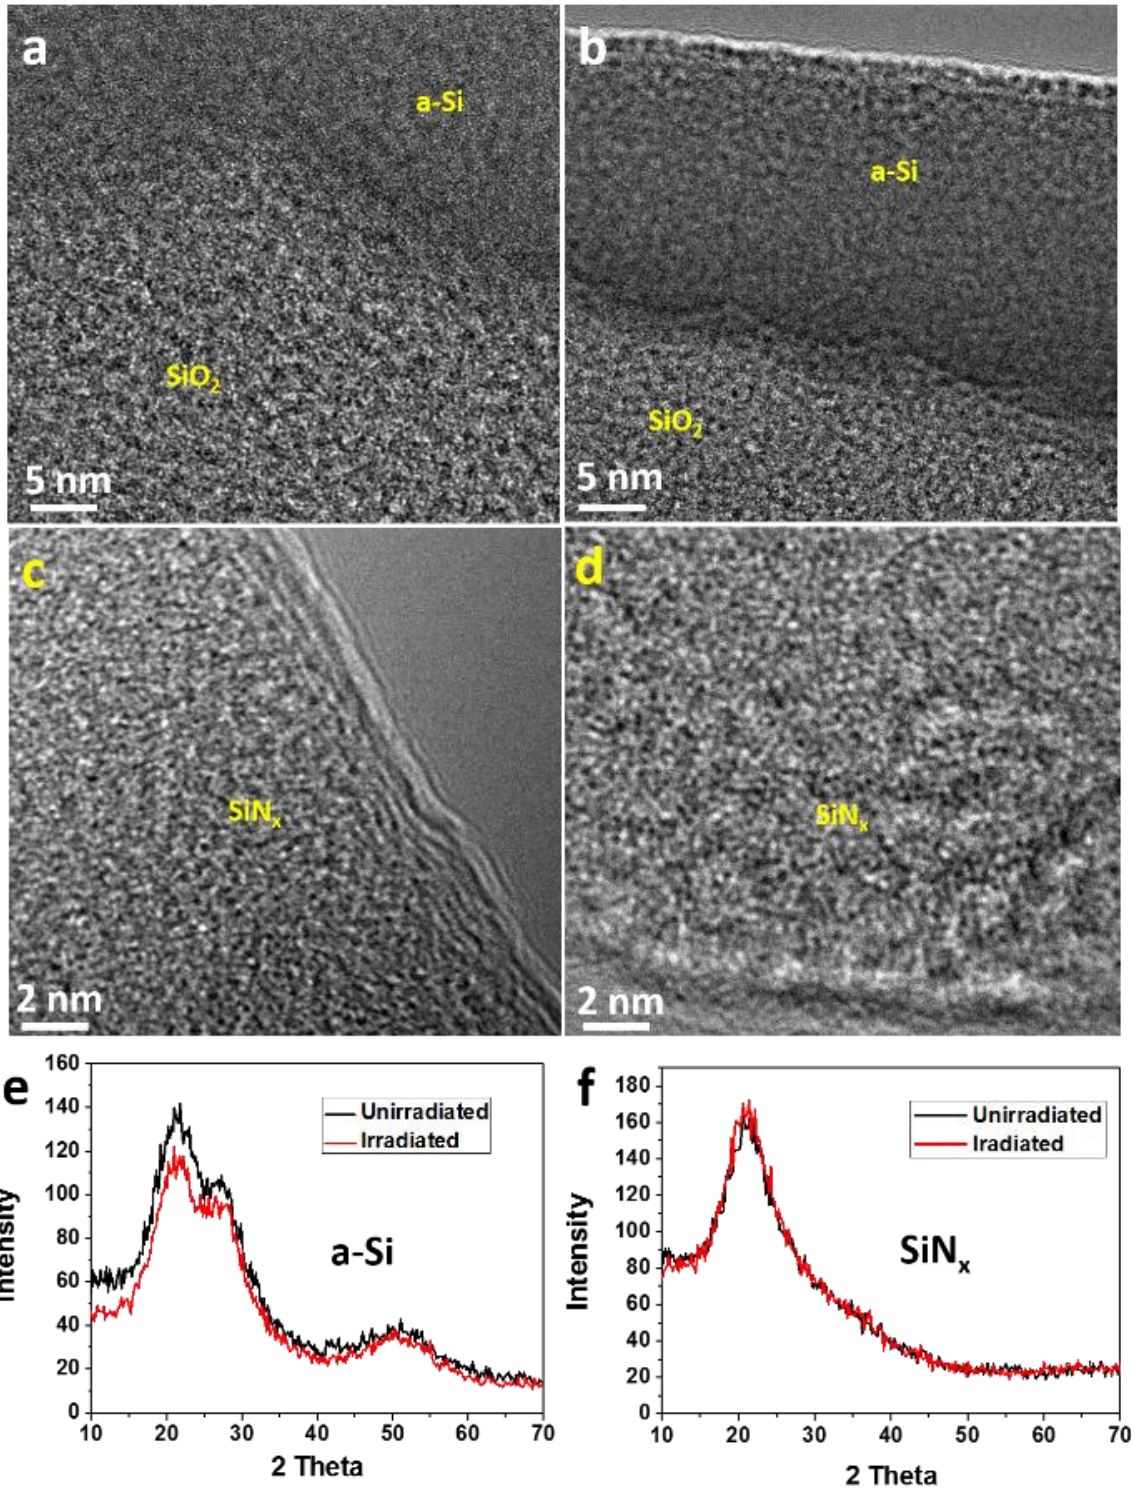 a
a-Si
SiO2
5 nm
b
a-Si
SiO2
5 nm
c
SiNx
2 nm
d
SiNx
2 nm
e
160
140
120
100
80
60
40
20
0
Intensity
Unirradiated
Irradiated
a-Si
10 20 30 40 50 60 70
2 Theta
f
180
160
140
120
100
80
60
40
20
0
Intensity
Unirradiated
Iradiated
SiNx
10 20 30 40 50 60 70
2 Theta